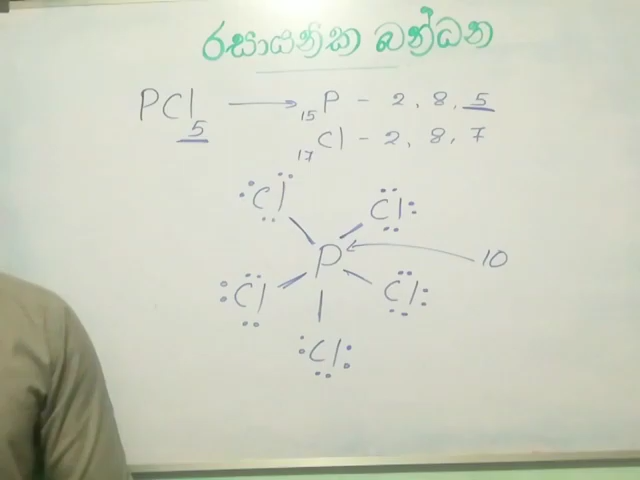 රසායනික බන්ධන
PCl5 → 15P - 2, 8, 5
17Cl - 2, 8, 7
Cl Cl
P 10
Cl Cl
Cl